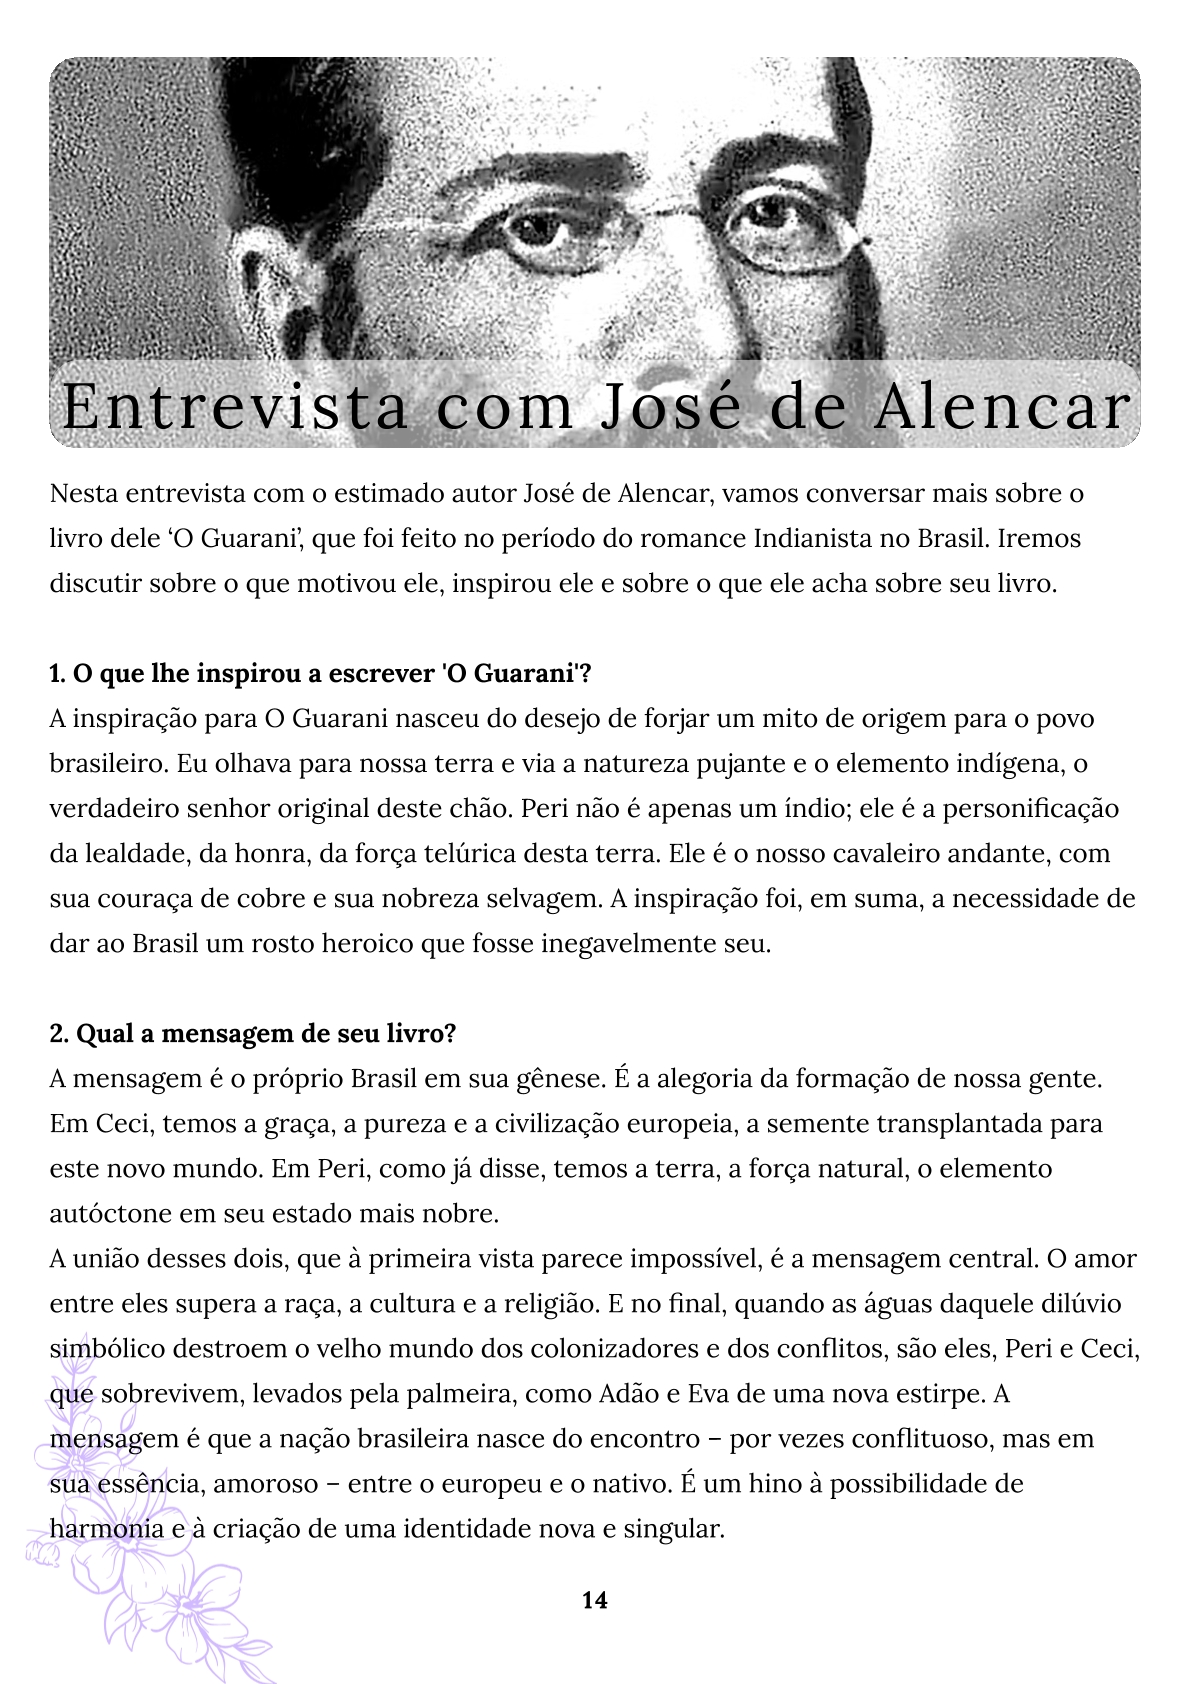 Entrevista com José de Alencar
Nesta entrevista com o estimado autor José de Alencar, vamos conversar mais sobre o
livro dele ‘O Guarani’, que foi feito no período do romance Indianista no Brasil. Iremos
discutir sobre o que motivou ele, inspirou ele e sobre o que ele acha sobre seu livro.
1. O que lhe inspirou a escrever 'O Guarani'?
A inspiração para O Guarani nasceu do desejo de forjar um mito de origem para o povo
brasileiro. Eu olhava para nossa terra e via a natureza pujante e o elemento indígena, o
verdadeiro senhor original deste chão. Peri não é apenas um índio; ele é a personificação
da lealdade, da honra, da força telúrica desta terra. Ele é o nosso cavaleiro andante, com
sua couraça de cobre e sua nobreza selvagem. A inspiração foi, em suma, a necessidade de
dar ao Brasil um rosto heroico que fosse inegavelmente seu.
2. Qual a mensagem de seu livro?
A mensagem é o próprio Brasil em sua gênese. É a alegoria da formação de nossa gente.
Em Ceci, temos a graça, a pureza e a civilização europeia, a semente transplantada para
este novo mundo. Em Peri, como já disse, temos a terra, a força natural, o elemento
autóctone em seu estado mais nobre.
A união desses dois, que à primeira vista parece impossível, é a mensagem central. O amor
entre eles supera a raça, a cultura e a religião. E no final, quando as águas daquele dilúvio
simbólico destroem o velho mundo dos colonizadores e dos conflitos, são eles, Peri e Ceci,
que sobrevivem, levados pela palmeira, como Adão e Eva de uma nova estirpe. A
mensagem é que a nação brasileira nasce do encontro – por vezes conflituoso, mas em
sua essência, amoroso – entre o europeu e o nativo. É um hino à possibilidade de
harmonia e à criação de uma identidade nova e singular.
14